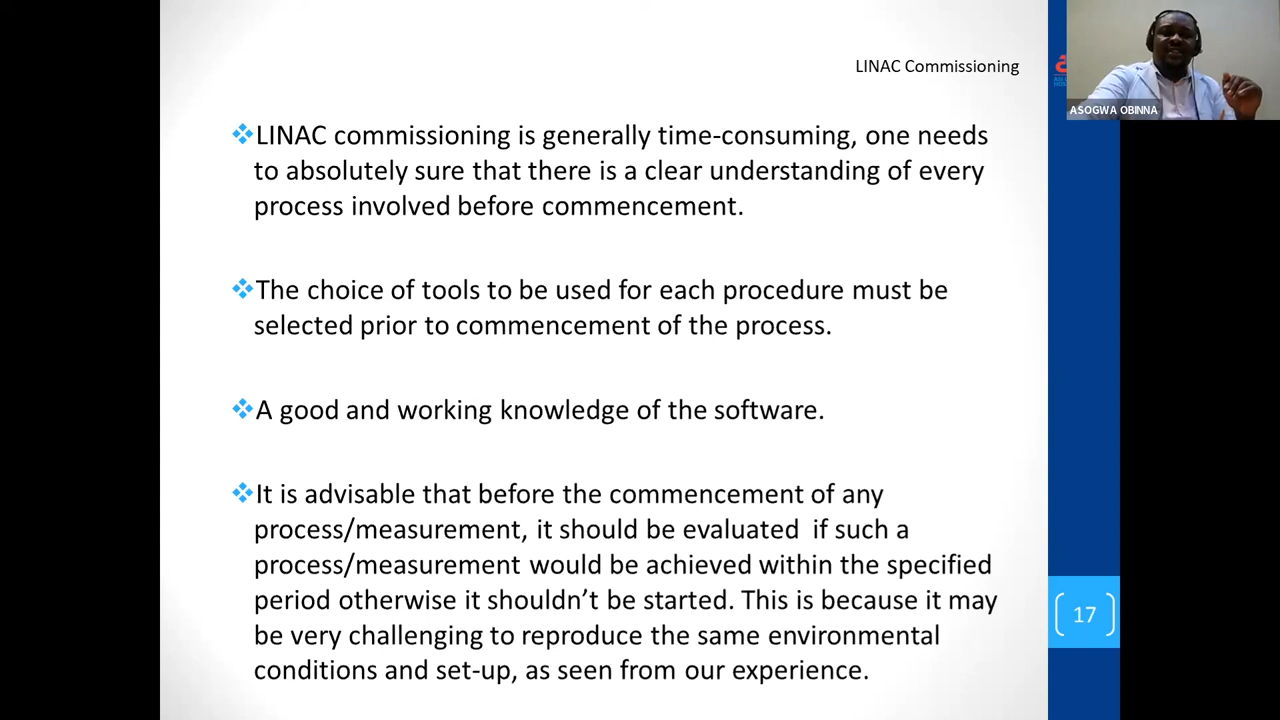 LINAC Commissioning
ASOGWA OBINNA
❖LINAC commissioning is generally time-consuming, one needs
to absolutely sure that there is a clear understanding of every
process involved before commencement.
❖The choice of tools to be used for each procedure must be
selected prior to commencement of the process.
❖A good and working knowledge of the software.
❖It is advisable that before the commencement of any
process/measurement, it should be evaluated  if such a
process/measurement would be achieved within the specified
period otherwise it shouldn’t be started. This is because it may
be very challenging to reproduce the same environmental
conditions and set-up, as seen from our experience.
17